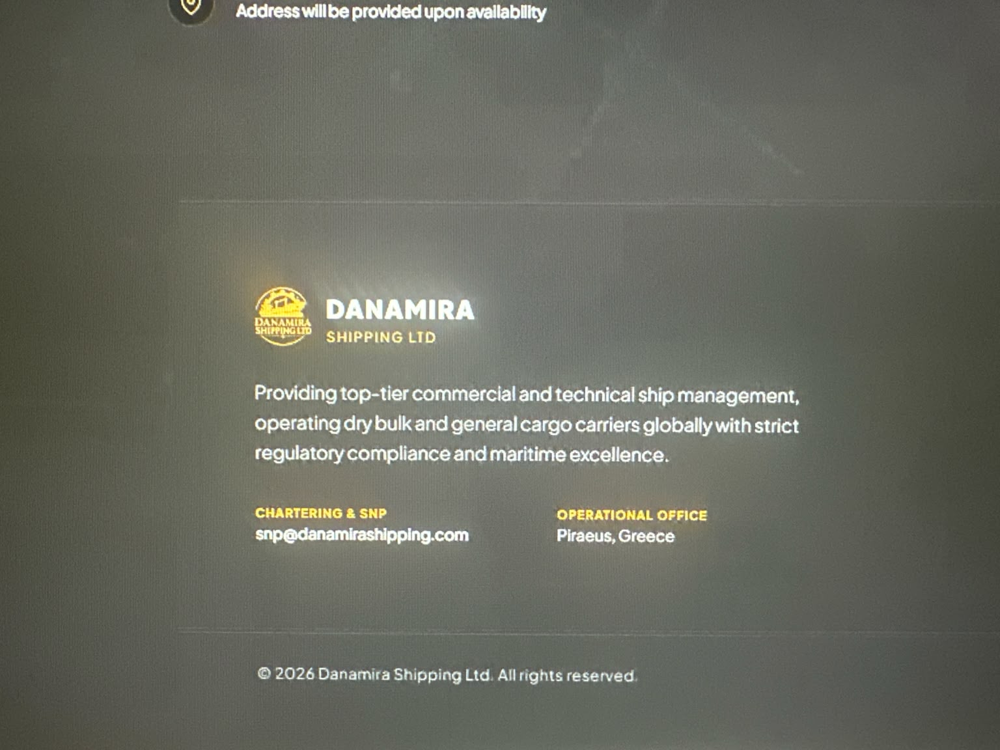 Address will be provided upon availability
DANAMIRA
SHIPPING LTD
DANAMIRA
SHIPPING LTD
Providing top-tier commercial and technical ship management,
operating dry bulk and general cargo carriers globally with strict
regulatory compliance and maritime excellence.
CHARTERING & SNP
snp@danamirashipping.com
OPERATIONAL OFFICE
Piraeus, Greece
© 2026 Danamira Shipping Ltd. All rights reserved.